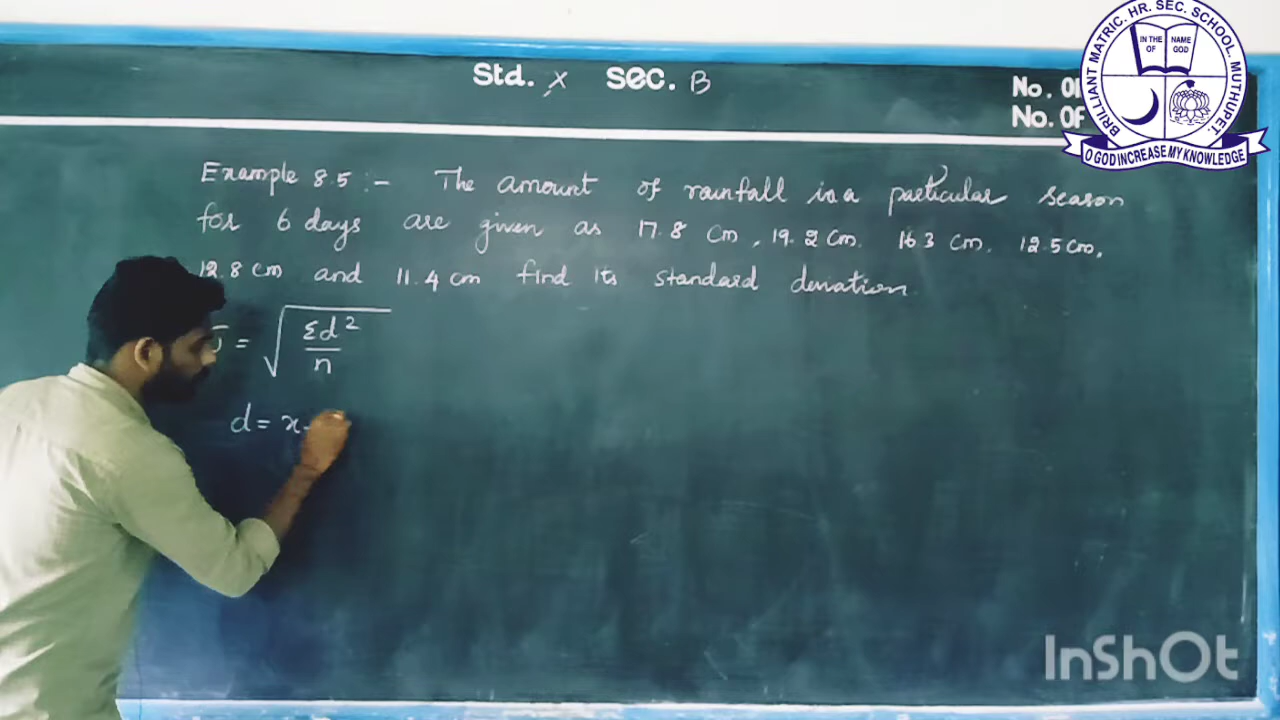 Std. X Sec. B
No. Of
No. Of
BRILLIANT MATRIC. HR. SEC. SCHOOL. MUTHUPET.
IN THE NAME
OF GOD
O GOD INCREASE MY KNOWLEDGE
Example 8.5 :- The amount of rainfall in a particular season
for 6 days are given as 17.8 cm, 19.2 cm. 16.3 cm. 12.5 cm,
12.8 cm and 11.4 cm find its standard deviation.
= √ Σd² / n
d = x -
InShOt